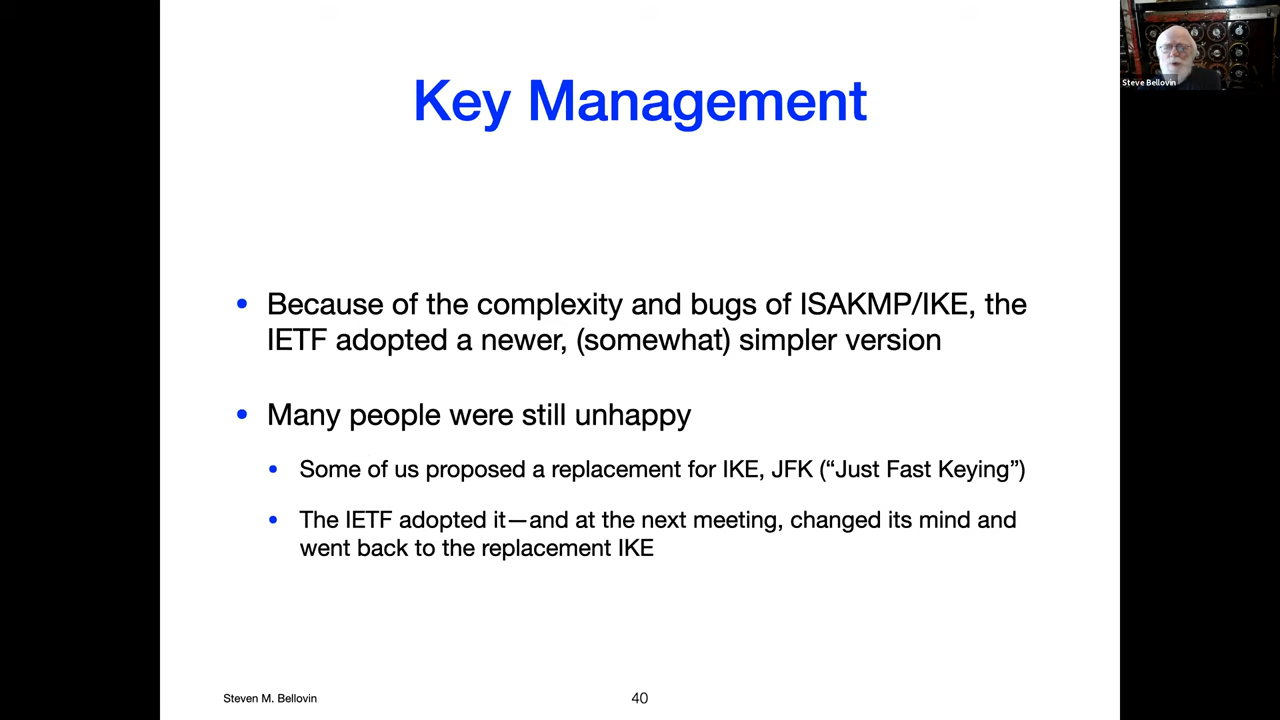 Key Management
Steve Bellovin
• Because of the complexity and bugs of ISAKMP/IKE, the
IETF adopted a newer, (somewhat) simpler version
• Many people were still unhappy
• Some of us proposed a replacement for IKE, JFK (“Just Fast Keying”)
• The IETF adopted it—and at the next meeting, changed its mind and
went back to the replacement IKE
Steven M. Bellovin
40